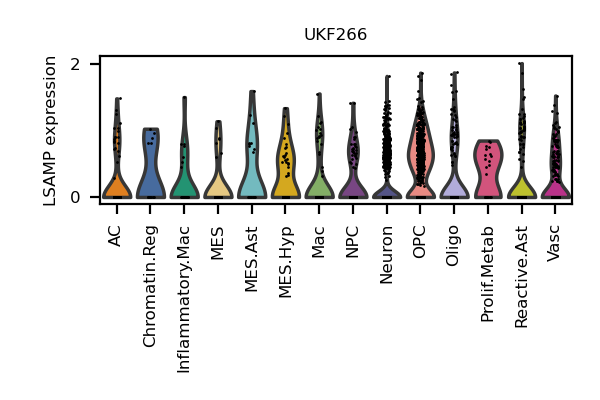 UKF266
LSAMP expression
2
0
AC
Chromatin.Reg
Inflammatory.Mac
MES
MES.Ast
MES.Hyp
Mac
NPC
Neuron
OPC
Oligo
Prolif.Metab
Reactive.Ast
Vasc